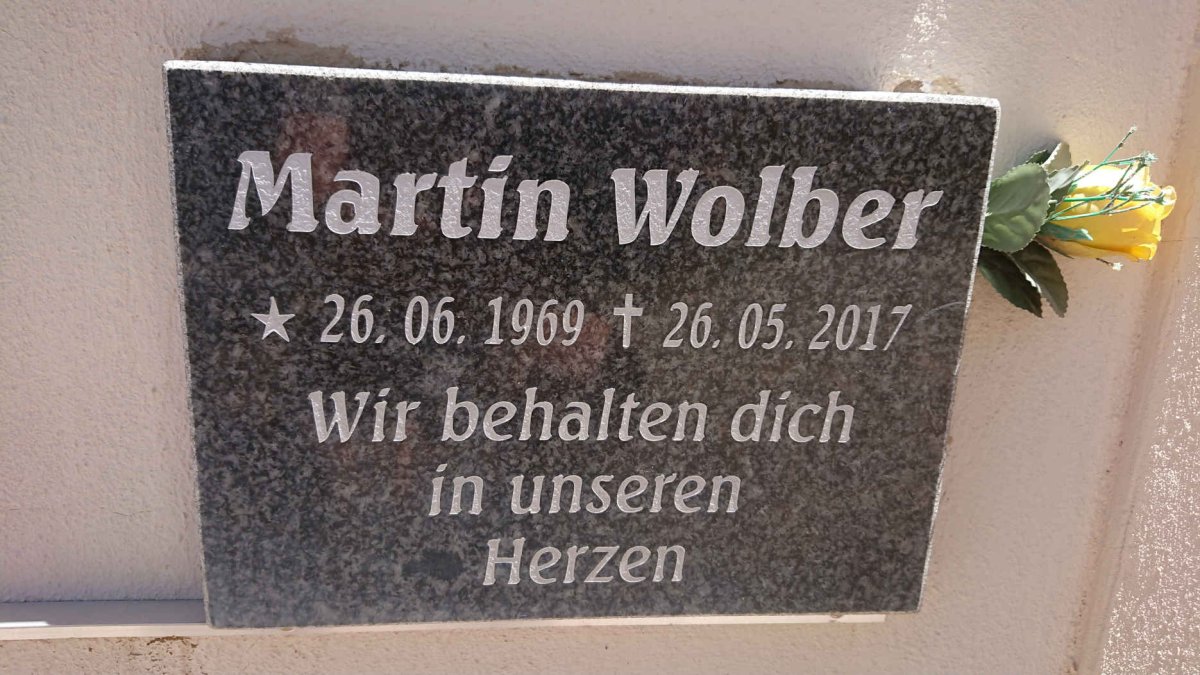 Martin Wolber
★ 26. 06. 1969 † 26. 05. 2017
Wir behalten dich
in unseren
Herzen